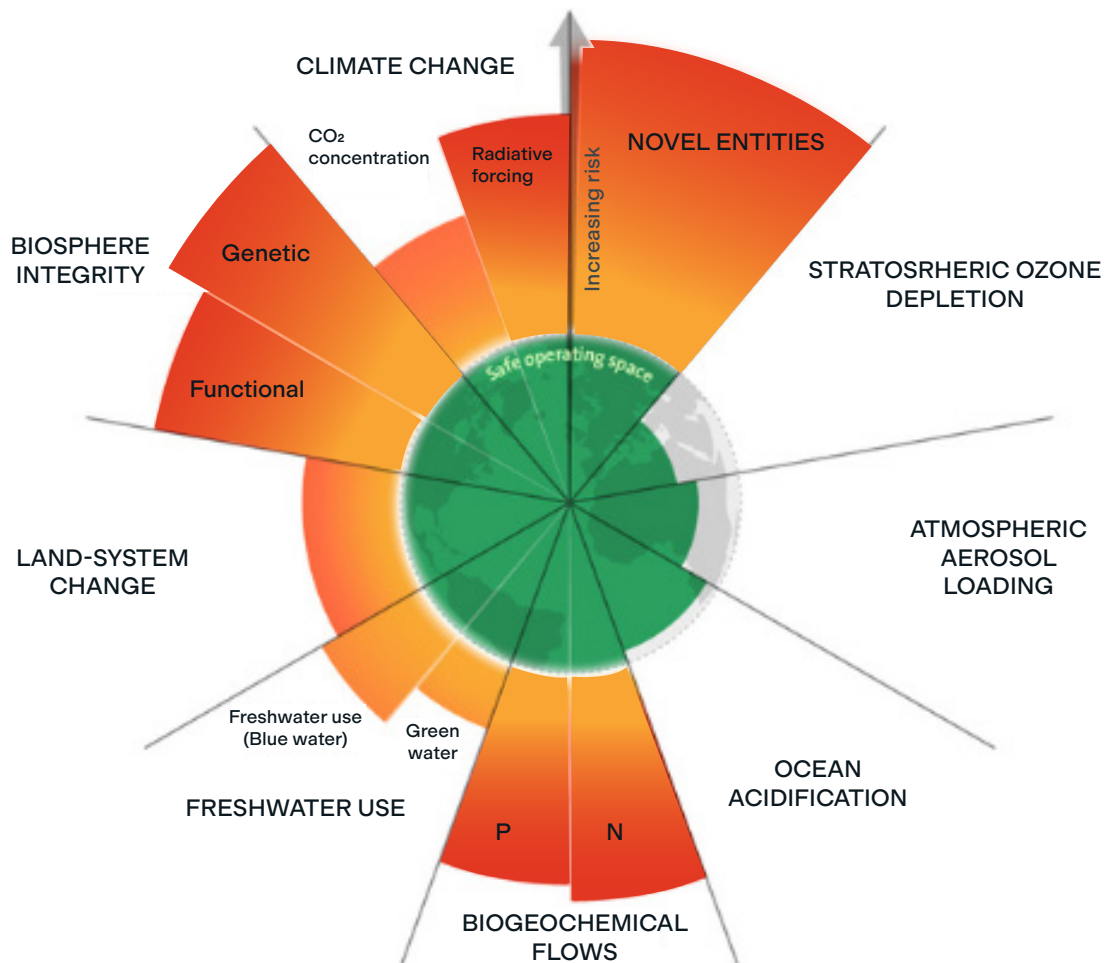 CLIMATE CHANGE
CO₂
concentration
Radiative
forcing
Increasing risk
NOVEL ENTITIES
STRATOSRHERIC OZONE
DEPLETION
BIOSPHERE
INTEGRITY
Genetic
Functional
Safe operating space
ATMOSPHERIC
AEROSOL
LOADING
LAND-SYSTEM
CHANGE
Freshwater use
(Blue water)
Green
water
FRESHWATER USE
OCEAN
ACIDIFICATION
P
N
BIOGEOCHEMICAL
FLOWS